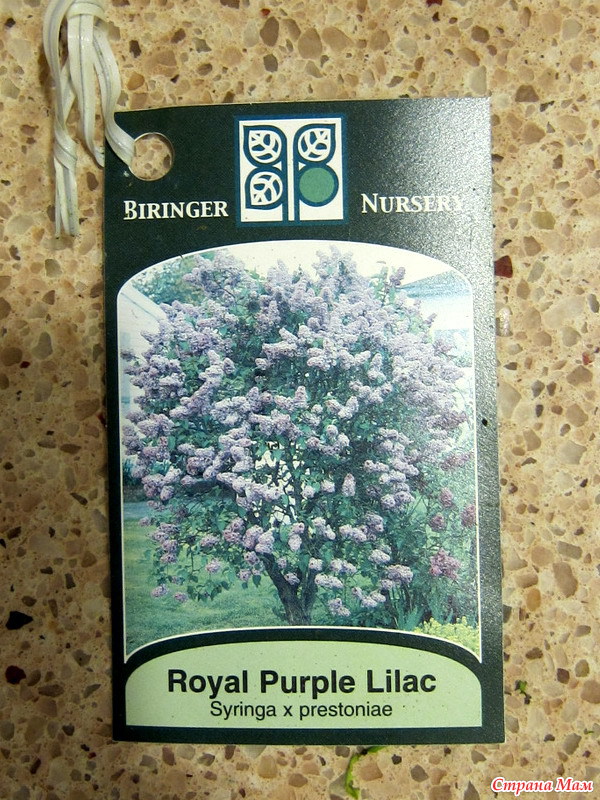 BIRINGER NURSERY
Royal Purple Lilac
Syringa x prestoniae
Страна Мам